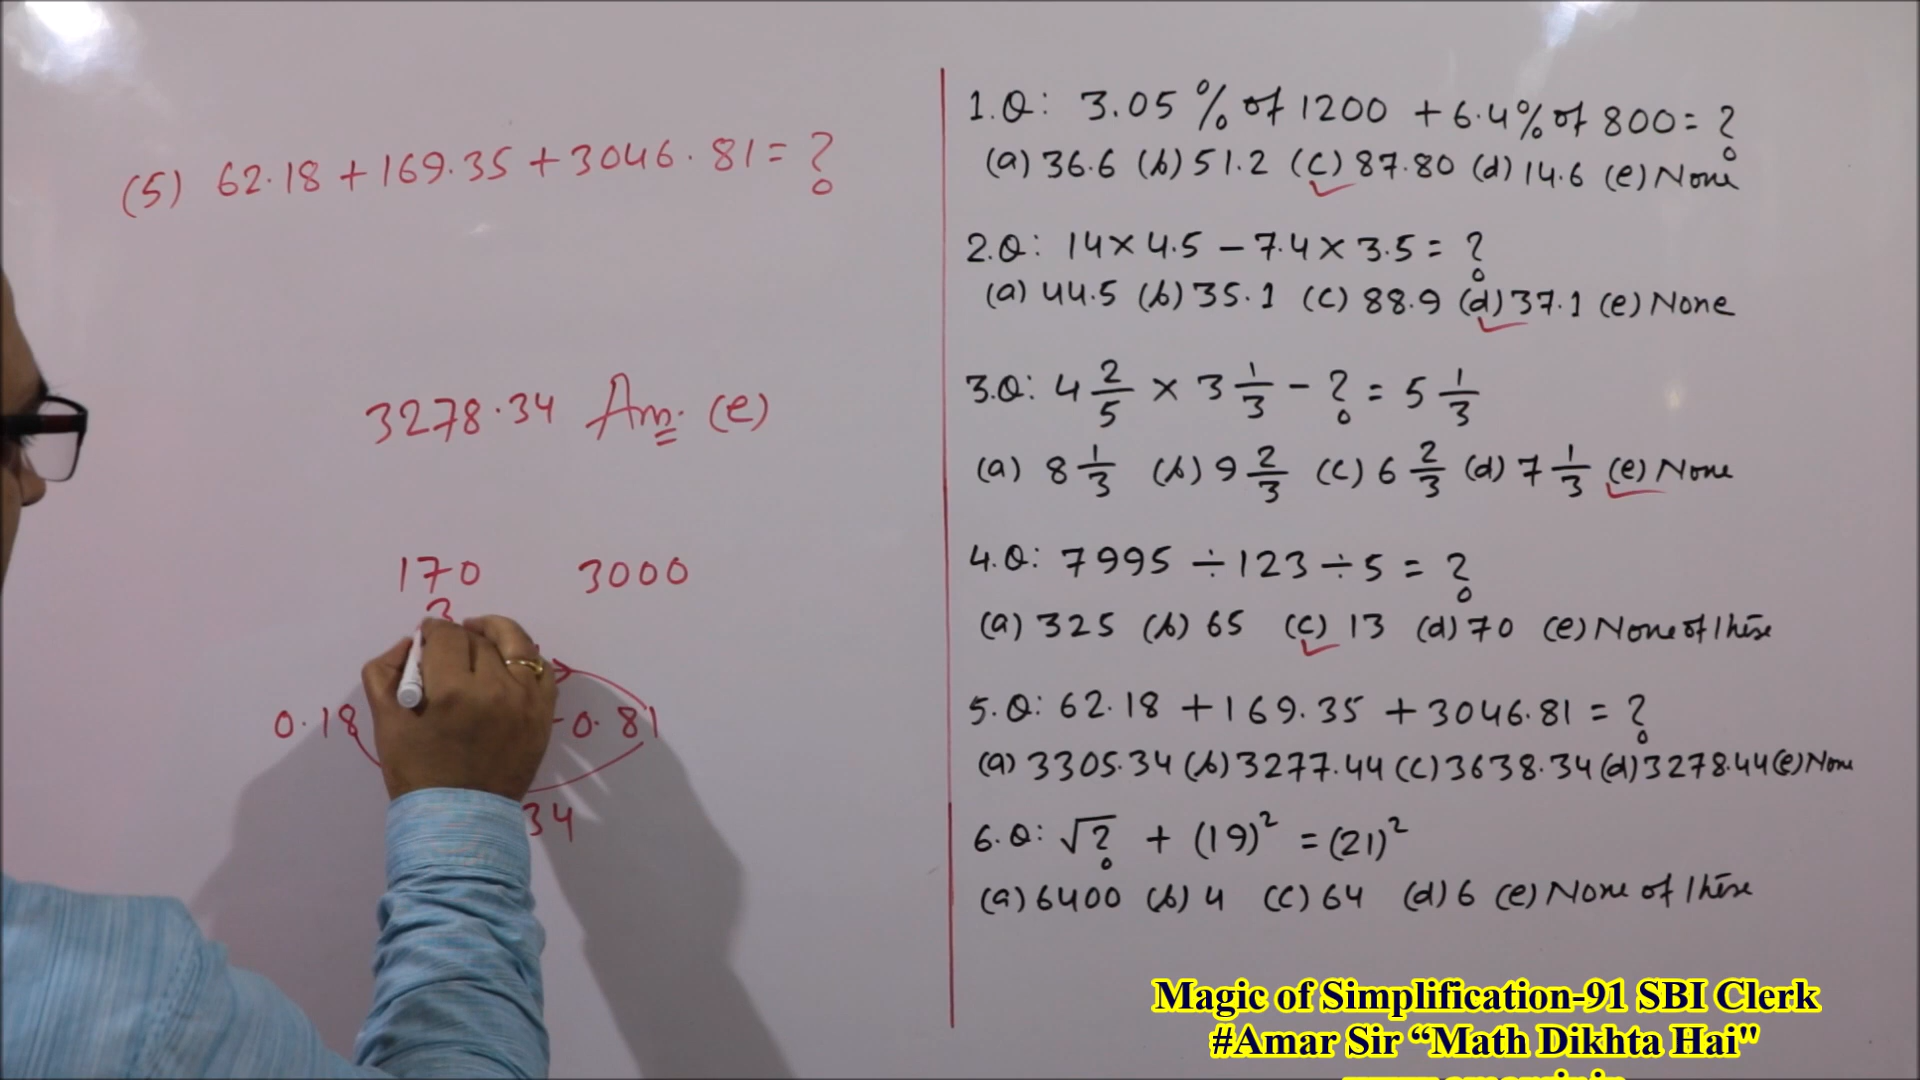 (5) 62.18 + 169.35 + 3046.81 = ?
3278.34 Ans. (e)
170 3000
0.18 0.81
34
1.Q: 3.05% of 1200 + 6.4% of 800 = ?
(a) 36.6 (b) 51.2 (c) 87.80 (d) 14.6 (e) None
2.Q: 14 × 4.5 – 7.4 × 3.5 = ?
(a) 44.5 (b) 35.1 (c) 88.9 (d) 37.1 (e) None
3.Q: 4 2/5 × 3 1/3 – ? = 5 1/3
(a) 8 1/3 (b) 9 2/3 (c) 6 2/3 (d) 7 1/3 (e) None
4.Q: 7995 ÷ 123 ÷ 5 = ?
(a) 325 (b) 65 (c) 13 (d) 70 (e) None of these
5.Q: 62.18 + 169.35 + 3046.81 = ?
(a) 3305.34 (b) 3277.44 (c) 3638.34 (d) 3278.44 (e) None
6.Q: √? + (19)² = (21)²
(a) 6400 (b) 4 (c) 64 (d) 6 (e) None of these
Magic of Simplification-91 SBI Clerk
#Amar Sir “Math Dikhta Hai"